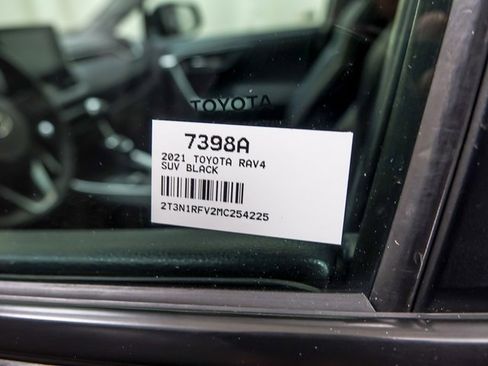 TOYOTA
7398A
2021 TOYOTA RAV4
SUV BLACK
2T3N1RFV2MC254225